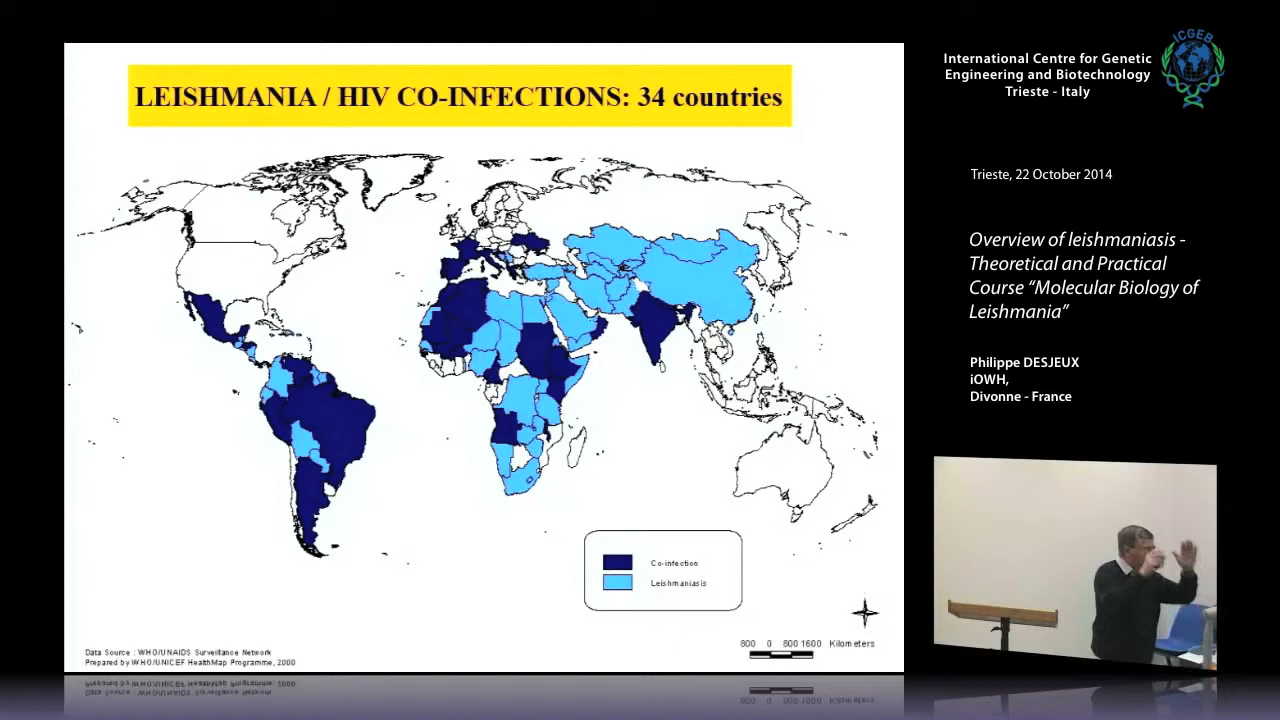 LEISHMANIA / HIV CO-INFECTIONS: 34 countries
Co-infection
Leishmaniasis
800 0 800 1600 Kilometers
Data Source : WHO/UNAIDS Surveillance Network
Prepared by WHO/UNICEF HealthMap Programme, 2000
International Centre for Genetic
Engineering and Biotechnology
Trieste - Italy
ICGEB
Trieste, 22 October 2014
Overview of leishmaniasis -
Theoretical and Practical
Course “Molecular Biology of
Leishmania”
Philippe DESJEUX
iOWH,
Divonne - France